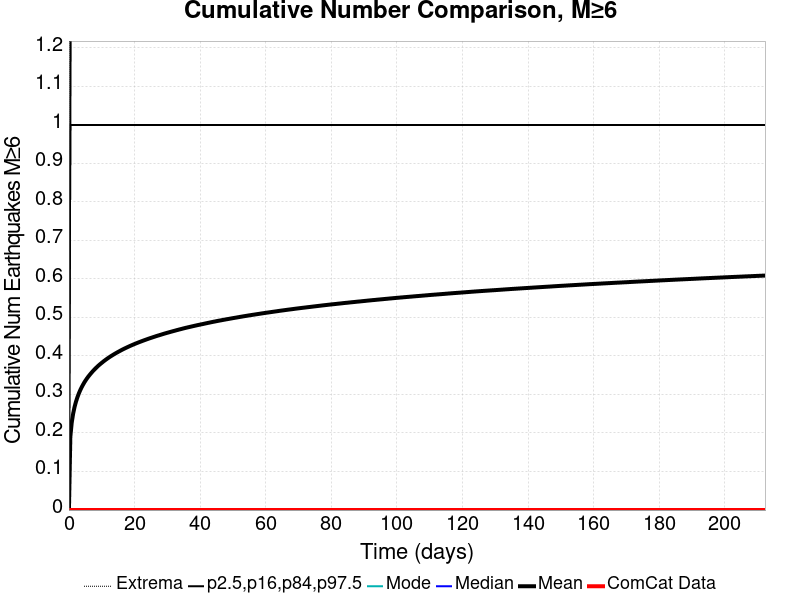 Cumulative Number Comparison, M≥6
Cumulative Num Earthquakes M≥6
1.2
1.1
1
0.9
0.8
0.7
0.6
0.5
0.4
0.3
0.2
0.1
0
0 20 40 60 80 100 120 140 160 180 200
Time (days)
Extrema p2.5,p16,p84,p97.5 Mode Median Mean ComCat Data